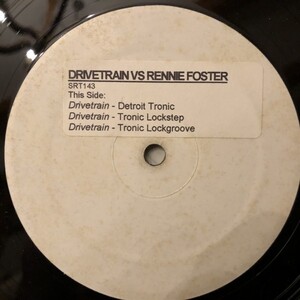 DRIVETRAIN VS RENNIE FOSTER
SRT143
This Side:
Drivetrain - Detroit Tronic
Drivetrain - Tronic Lockstep
Drivetrain - Tronic Lockgroove